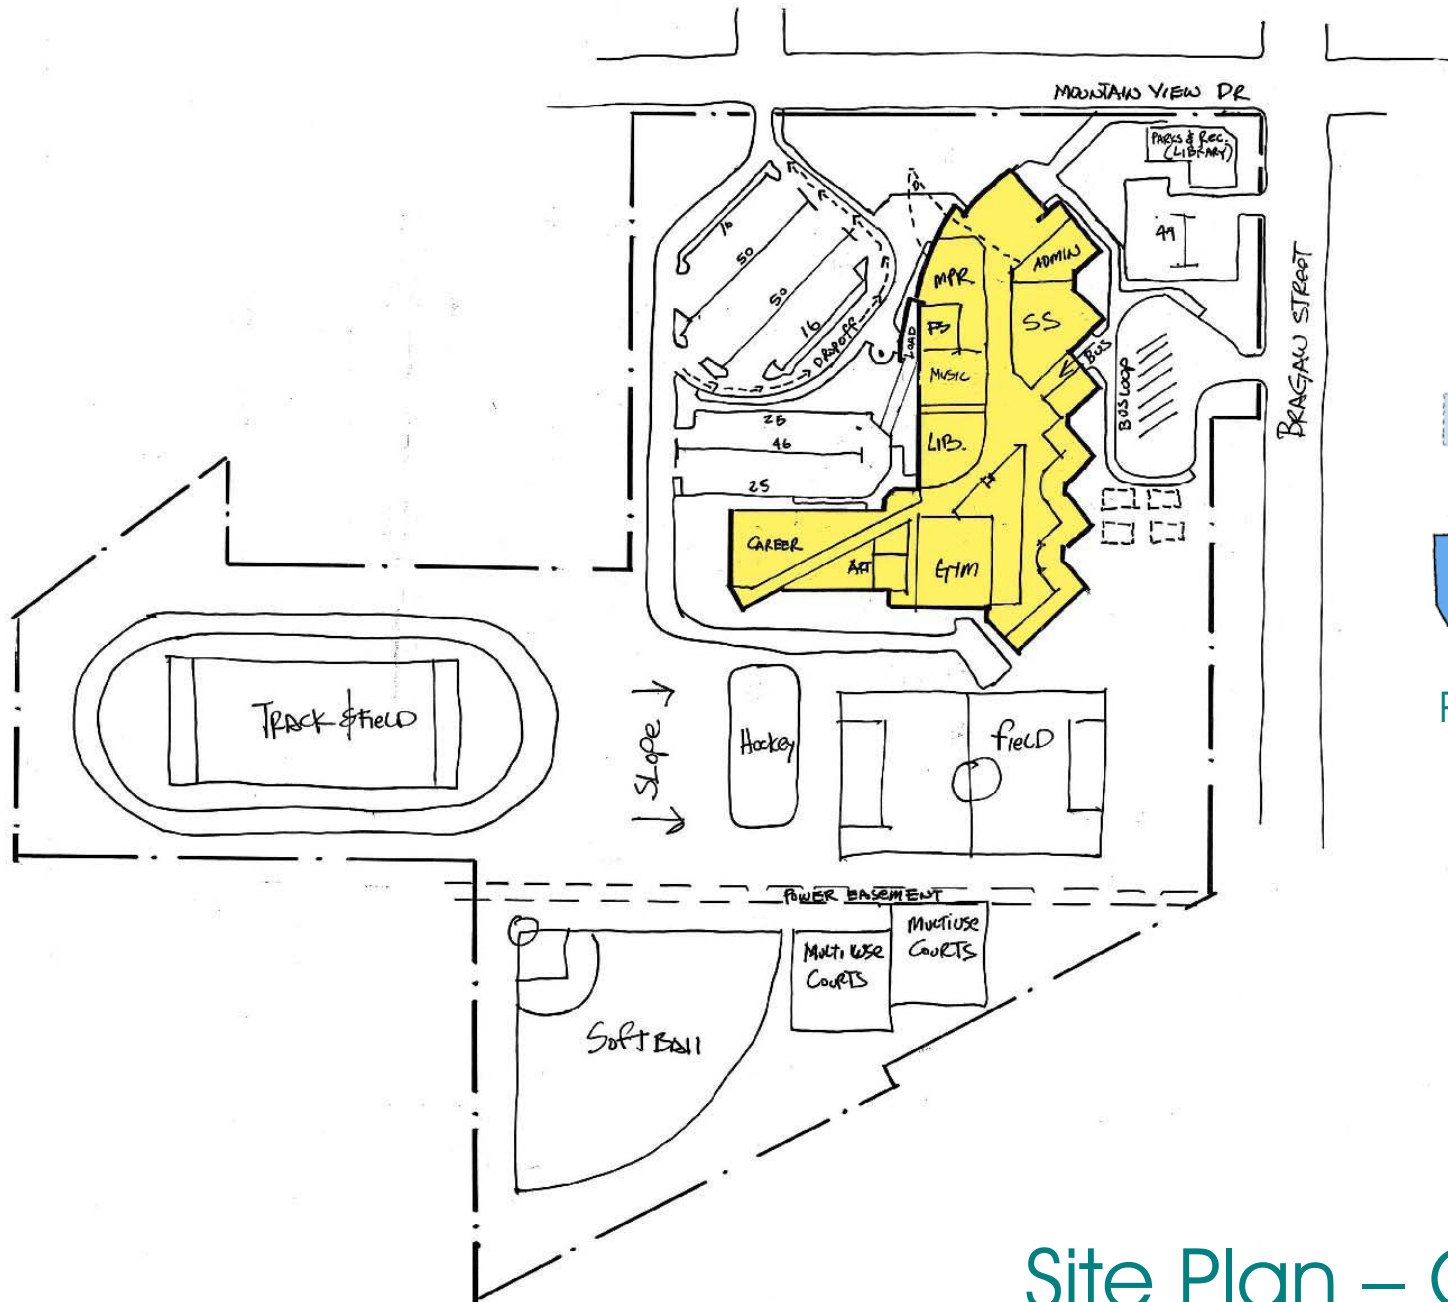 MOUNTAIN VIEW DR
PARKS & REC.
(LIBRARY)
49
BRAGAW STREET
16
50
50
16
DROPOFF
LOAD
MPR
FS
MUSIC
LIB.
ADMIN
SS
BUS
BUS LOOP
25
46
25
CAREER
ART
GYM
TRACK & FIELD
SLOPE
Hockey
FIELD
POWER EASEMENT
MULTI USE
COURTS
MULTIUSE
COURTS
SOFTBALL
Site Plan –